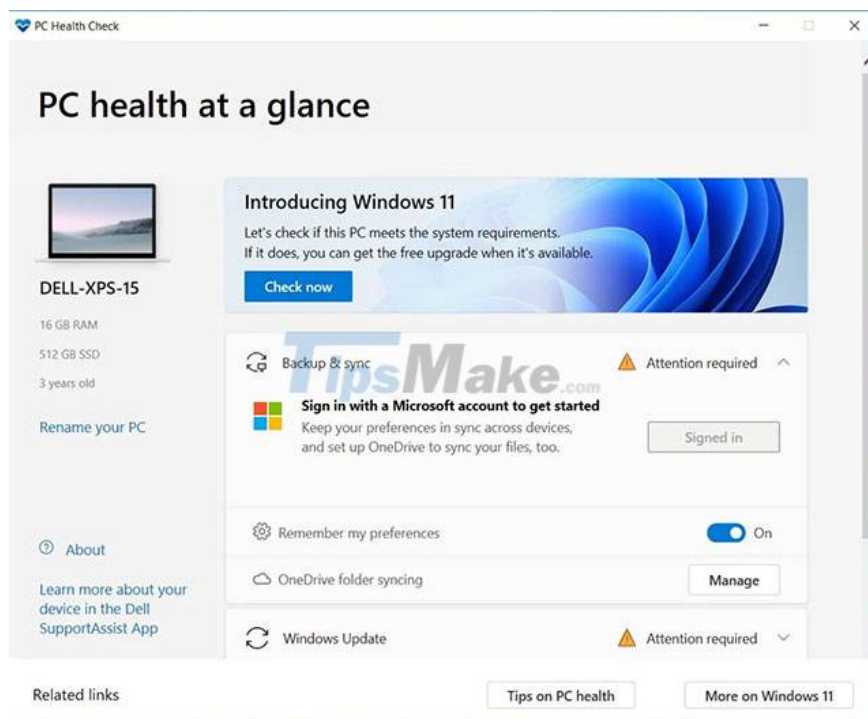 PC Health Check
PC health at a glance
DELL-XPS-15
16 GB RAM
512 GB SSD
3 years old
Rename your PC
About
Learn more about your
device in the Dell
SupportAssist App
Introducing Windows 11
Let's check if this PC meets the system requirements.
If it does, you can get the free upgrade when it's available.
Check now
Backup & sync
Attention required
TipsMake.com
Sign in with a Microsoft account to get started
Keep your preferences in sync across devices,
and set up OneDrive to sync your files, too.
Signed in
Remember my preferences
On
OneDrive folder syncing
Manage
Windows Update
Attention required
Related links
Tips on PC health
More on Windows 11